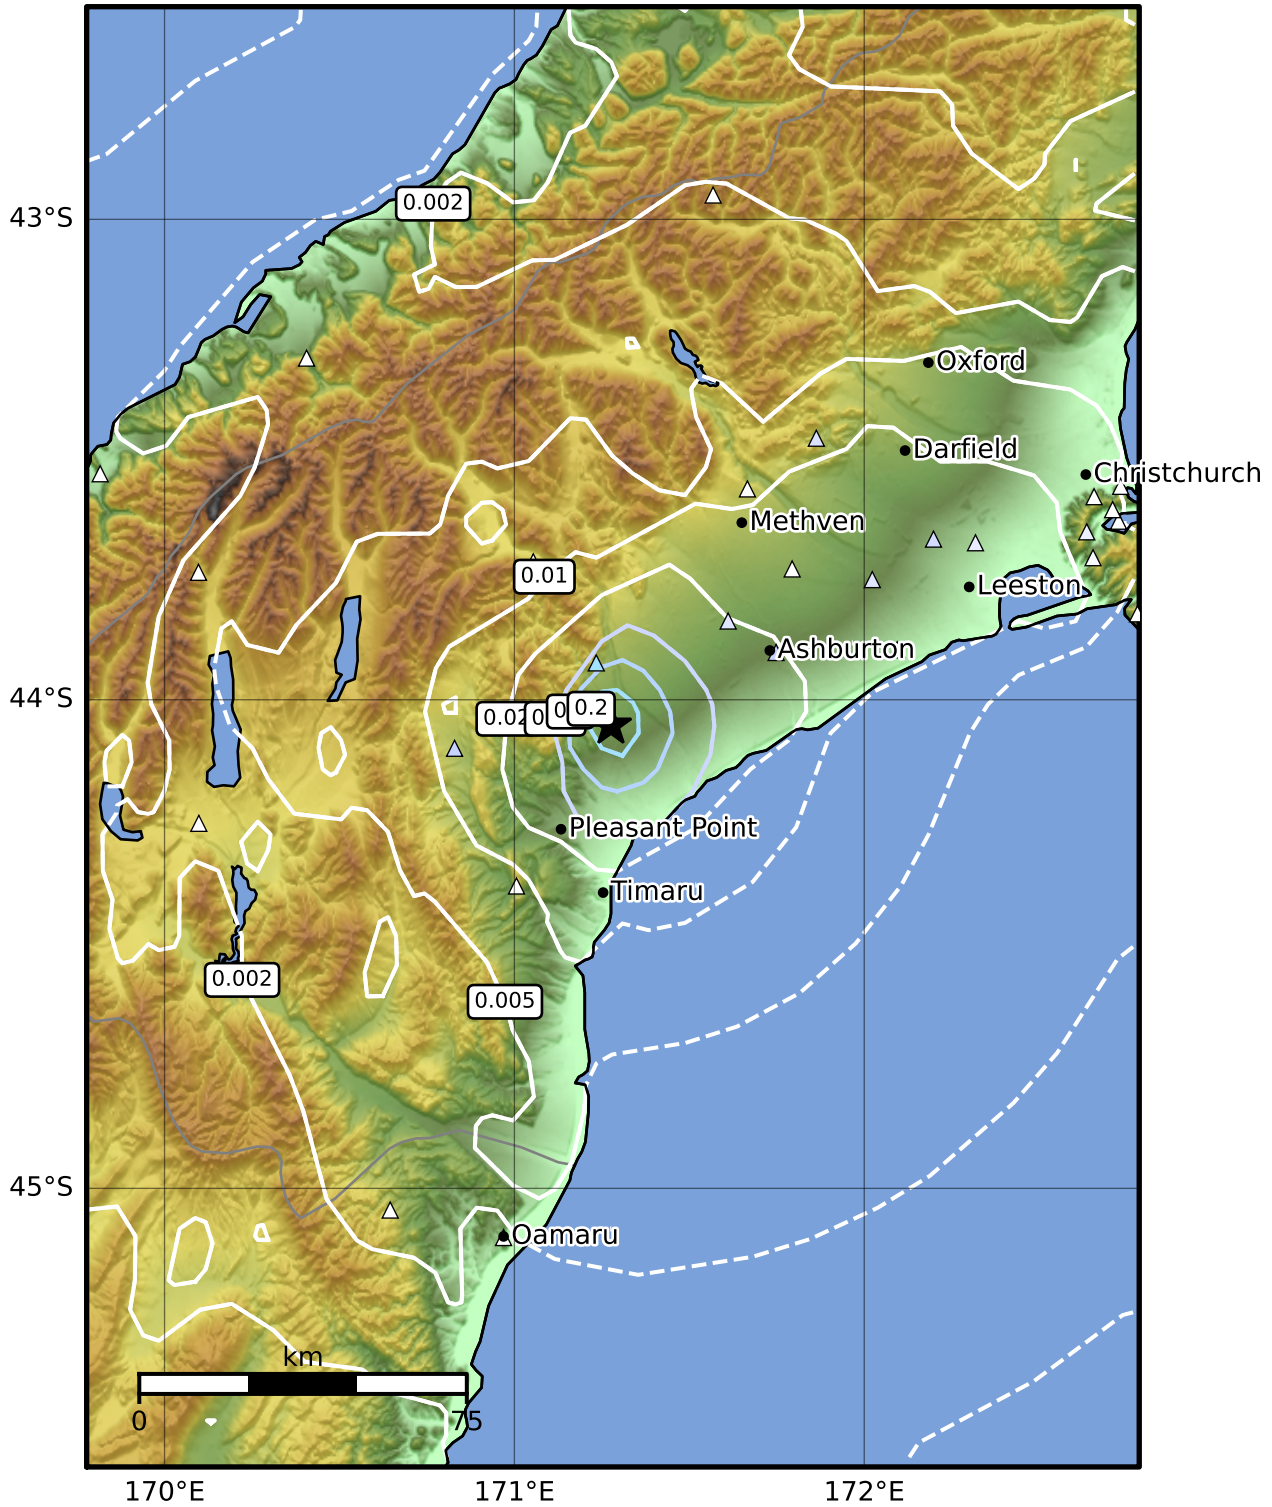 0.002
43°S
Oxford
Darfield
Christchurch
Methven
0.01
Leeston
Ashburton
44°S
0.2
Pleasant Point
Timaru
0.002
0.005
45°S
Oamaru
km
0
75
170°E
171°E
172°E